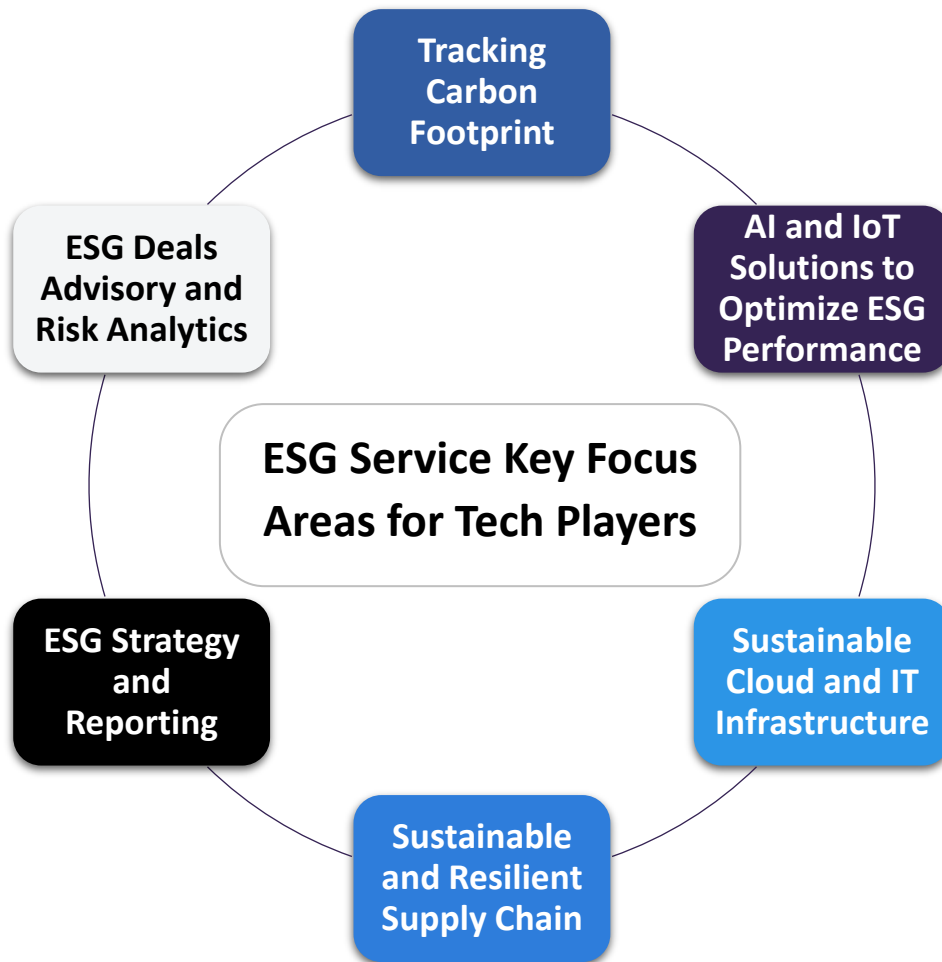 Tracking
Carbon
Footprint
AI and IoT
Solutions to
Optimize ESG
Performance
Sustainable
Cloud and IT
Infrastructure
Sustainable
and Resilient
Supply Chain
ESG Strategy
and
Reporting
ESG Deals
Advisory and
Risk Analytics
ESG Service Key Focus
Areas for Tech Players